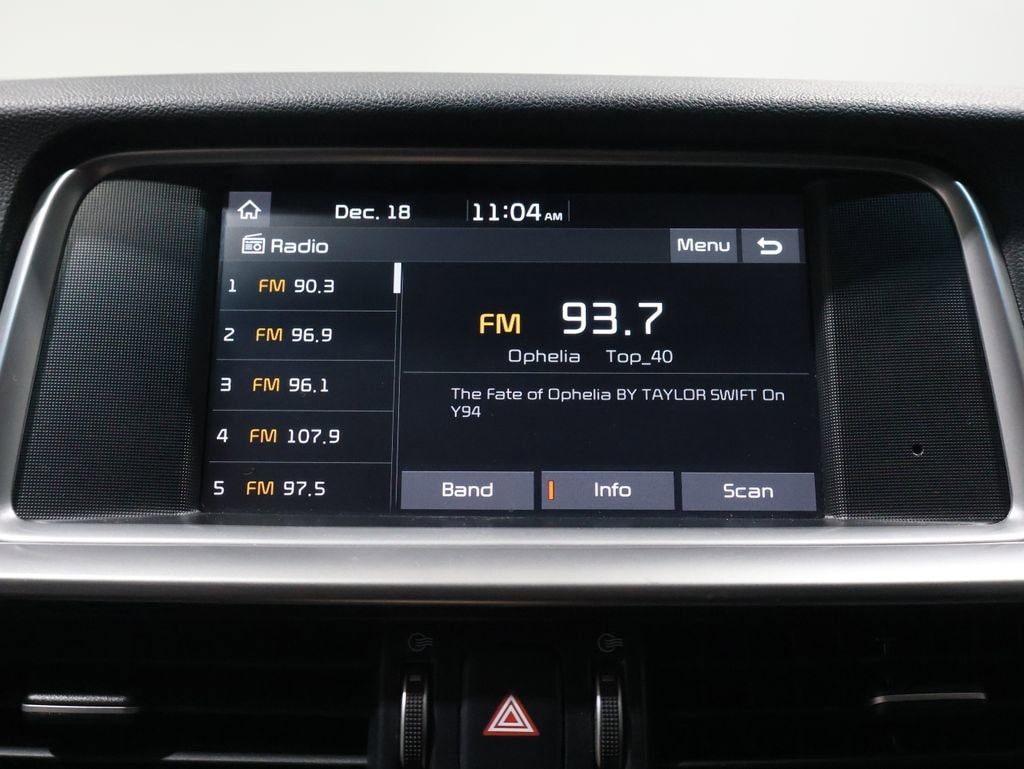 Dec. 18 11:04 AM
Radio Menu
1 FM 90.3
2 FM 96.9
3 FM 96.1
4 FM 107.9
5 FM 97.5
FM 93.7
Ophelia Top_40
The Fate of Ophelia BY TAYLOR SWIFT On
Y94
Band Info Scan